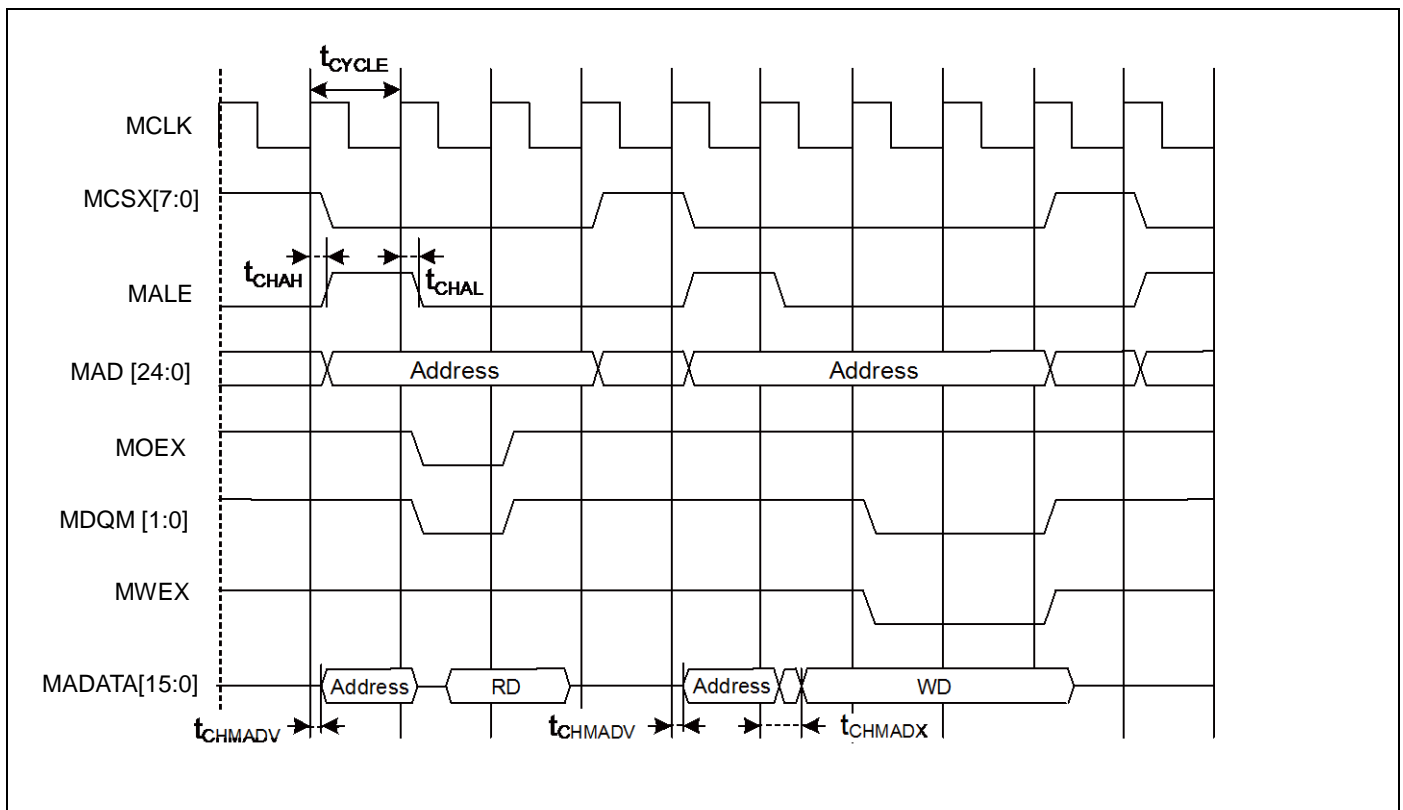 tCYCLE
MCLK
MCSX[7:0]
tCHAH
tCHAL
MALE
MAD [24:0]
Address
Address
MOEX
MDQM [1:0]
MWEX
MADATA[15:0]
Address
RD
Address
WD
tCHMADV
tCHMADV
tCHMADX